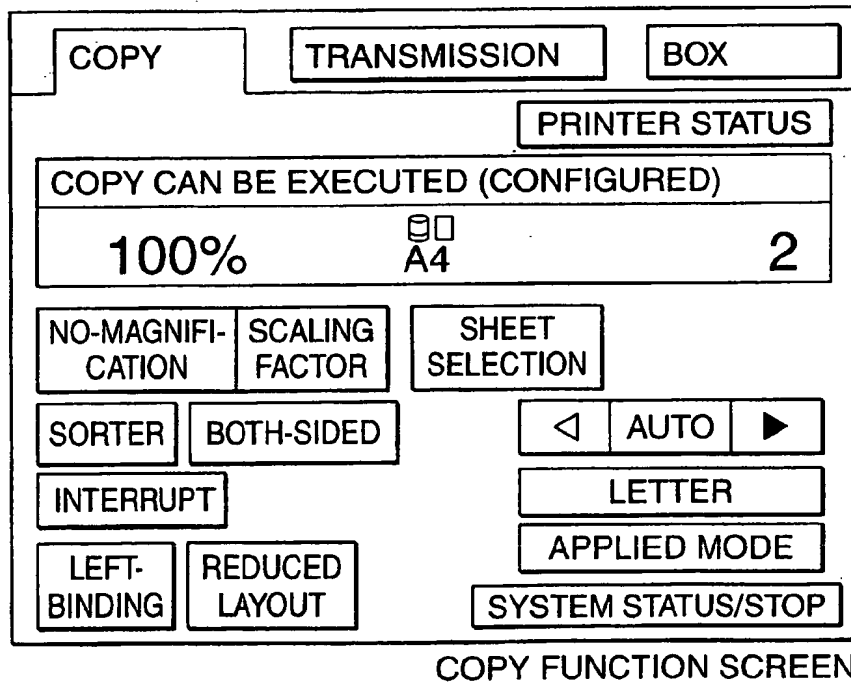 COPY TRANSMISSION BOX
PRINTER STATUS
COPY CAN BE EXECUTED (CONFIGURED)
100% A4 2
NO-MAGNIFI-
CATION
SCALING
FACTOR
SHEET
SELECTION
SORTER BOTH-SIDED AUTO
INTERRUPT LETTER
APPLIED MODE
LEFT-
BINDING
REDUCED
LAYOUT
SYSTEM STATUS/STOP
COPY FUNCTION SCREEN